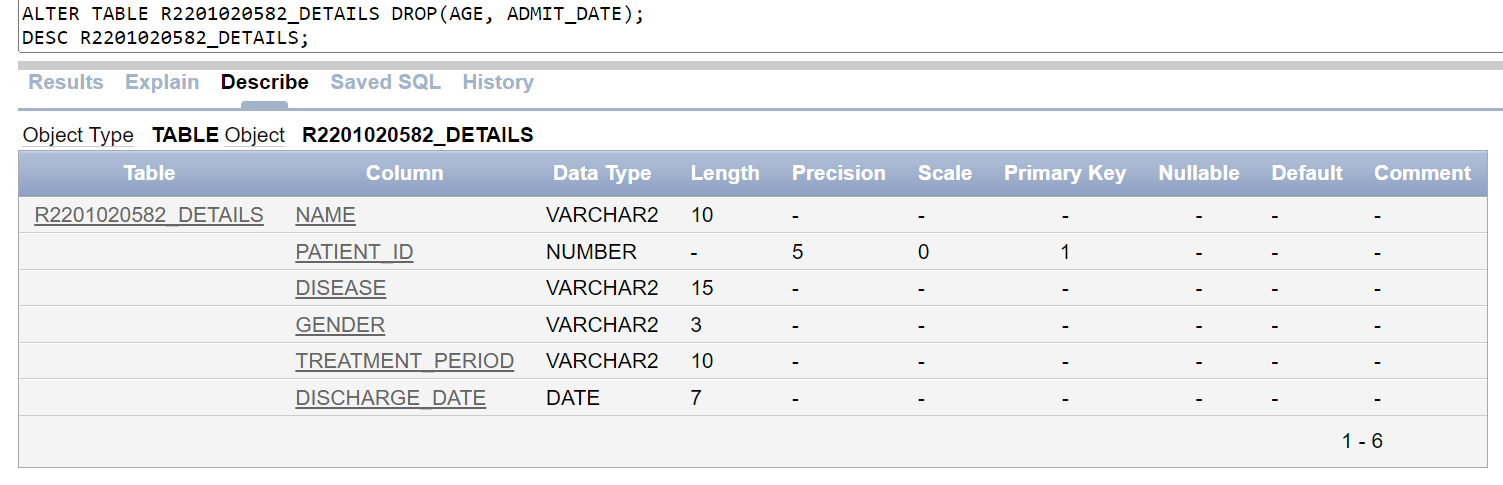 ALTER TABLE R2201020582_DETAILS DROP(AGE, ADMIT_DATE);
DESC R2201020582_DETAILS;
Results Explain Describe Saved SQL History
Object Type TABLE Object R2201020582_DETAILS
Table Column Data Type Length Precision Scale Primary Key Nullable Default Comment
R2201020582_DETAILS NAME VARCHAR2 10 - - - - - -
PATIENT_ID NUMBER - 5 0 1 - - -
DISEASE VARCHAR2 15 - - - - - -
GENDER VARCHAR2 3 - - - - - -
TREATMENT_PERIOD VARCHAR2 10 - - - - - -
DISCHARGE_DATE DATE 7 - - - - - -
1 - 6